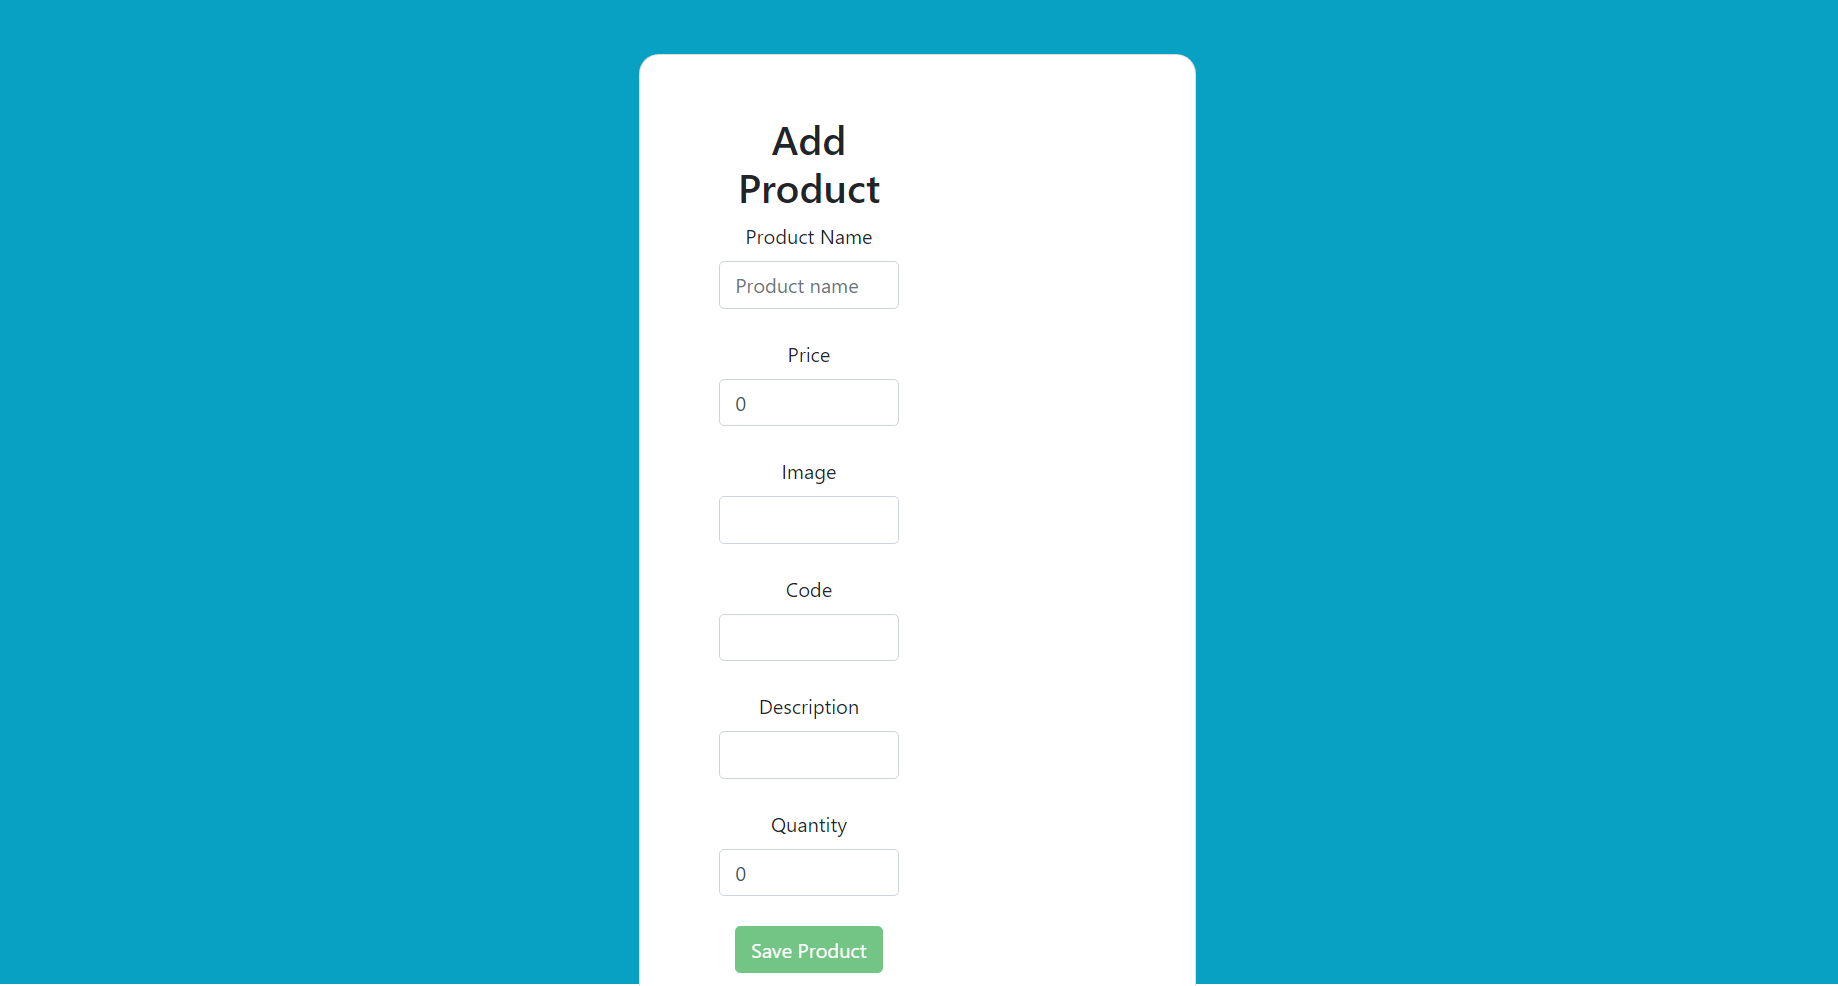 Add
Product
Product Name
Product name
Price
0
Image
Code
Description
Quantity
0
Save Product